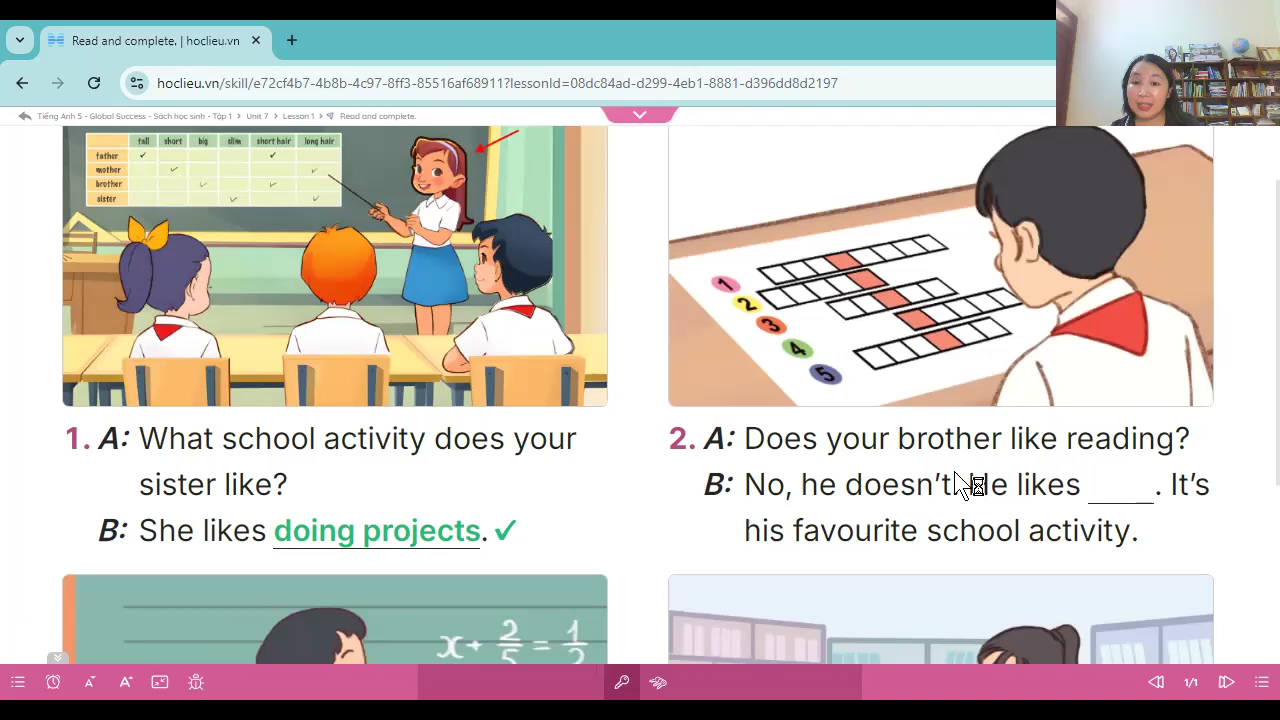 Read and complete. | hoclieu.vn
hoclieu.vn/skill/e72cf4b7-4b8b-4c97-8ff3-85516af68911?lessonId=08dc84ad-d299-4eb1-8881-d396dd8d2197
Tiếng Anh 5 - Global Success - Sách học sinh - Tập 1 > Unit 7 > Lesson 1 > Read and complete.
tall short big slim short hair long hair
father ✓ ✓
mother ✓ ✓
brother ✓ ✓
sister ✓ ✓
1
2
3
4
5
1. A: What school activity does your
sister like?
B: She likes doing projects. ✓
2. A: Does your brother like reading?
B: No, he doesn't. He likes ____. It's
his favourite school activity.
x + 2/5 = 1/2
1/1